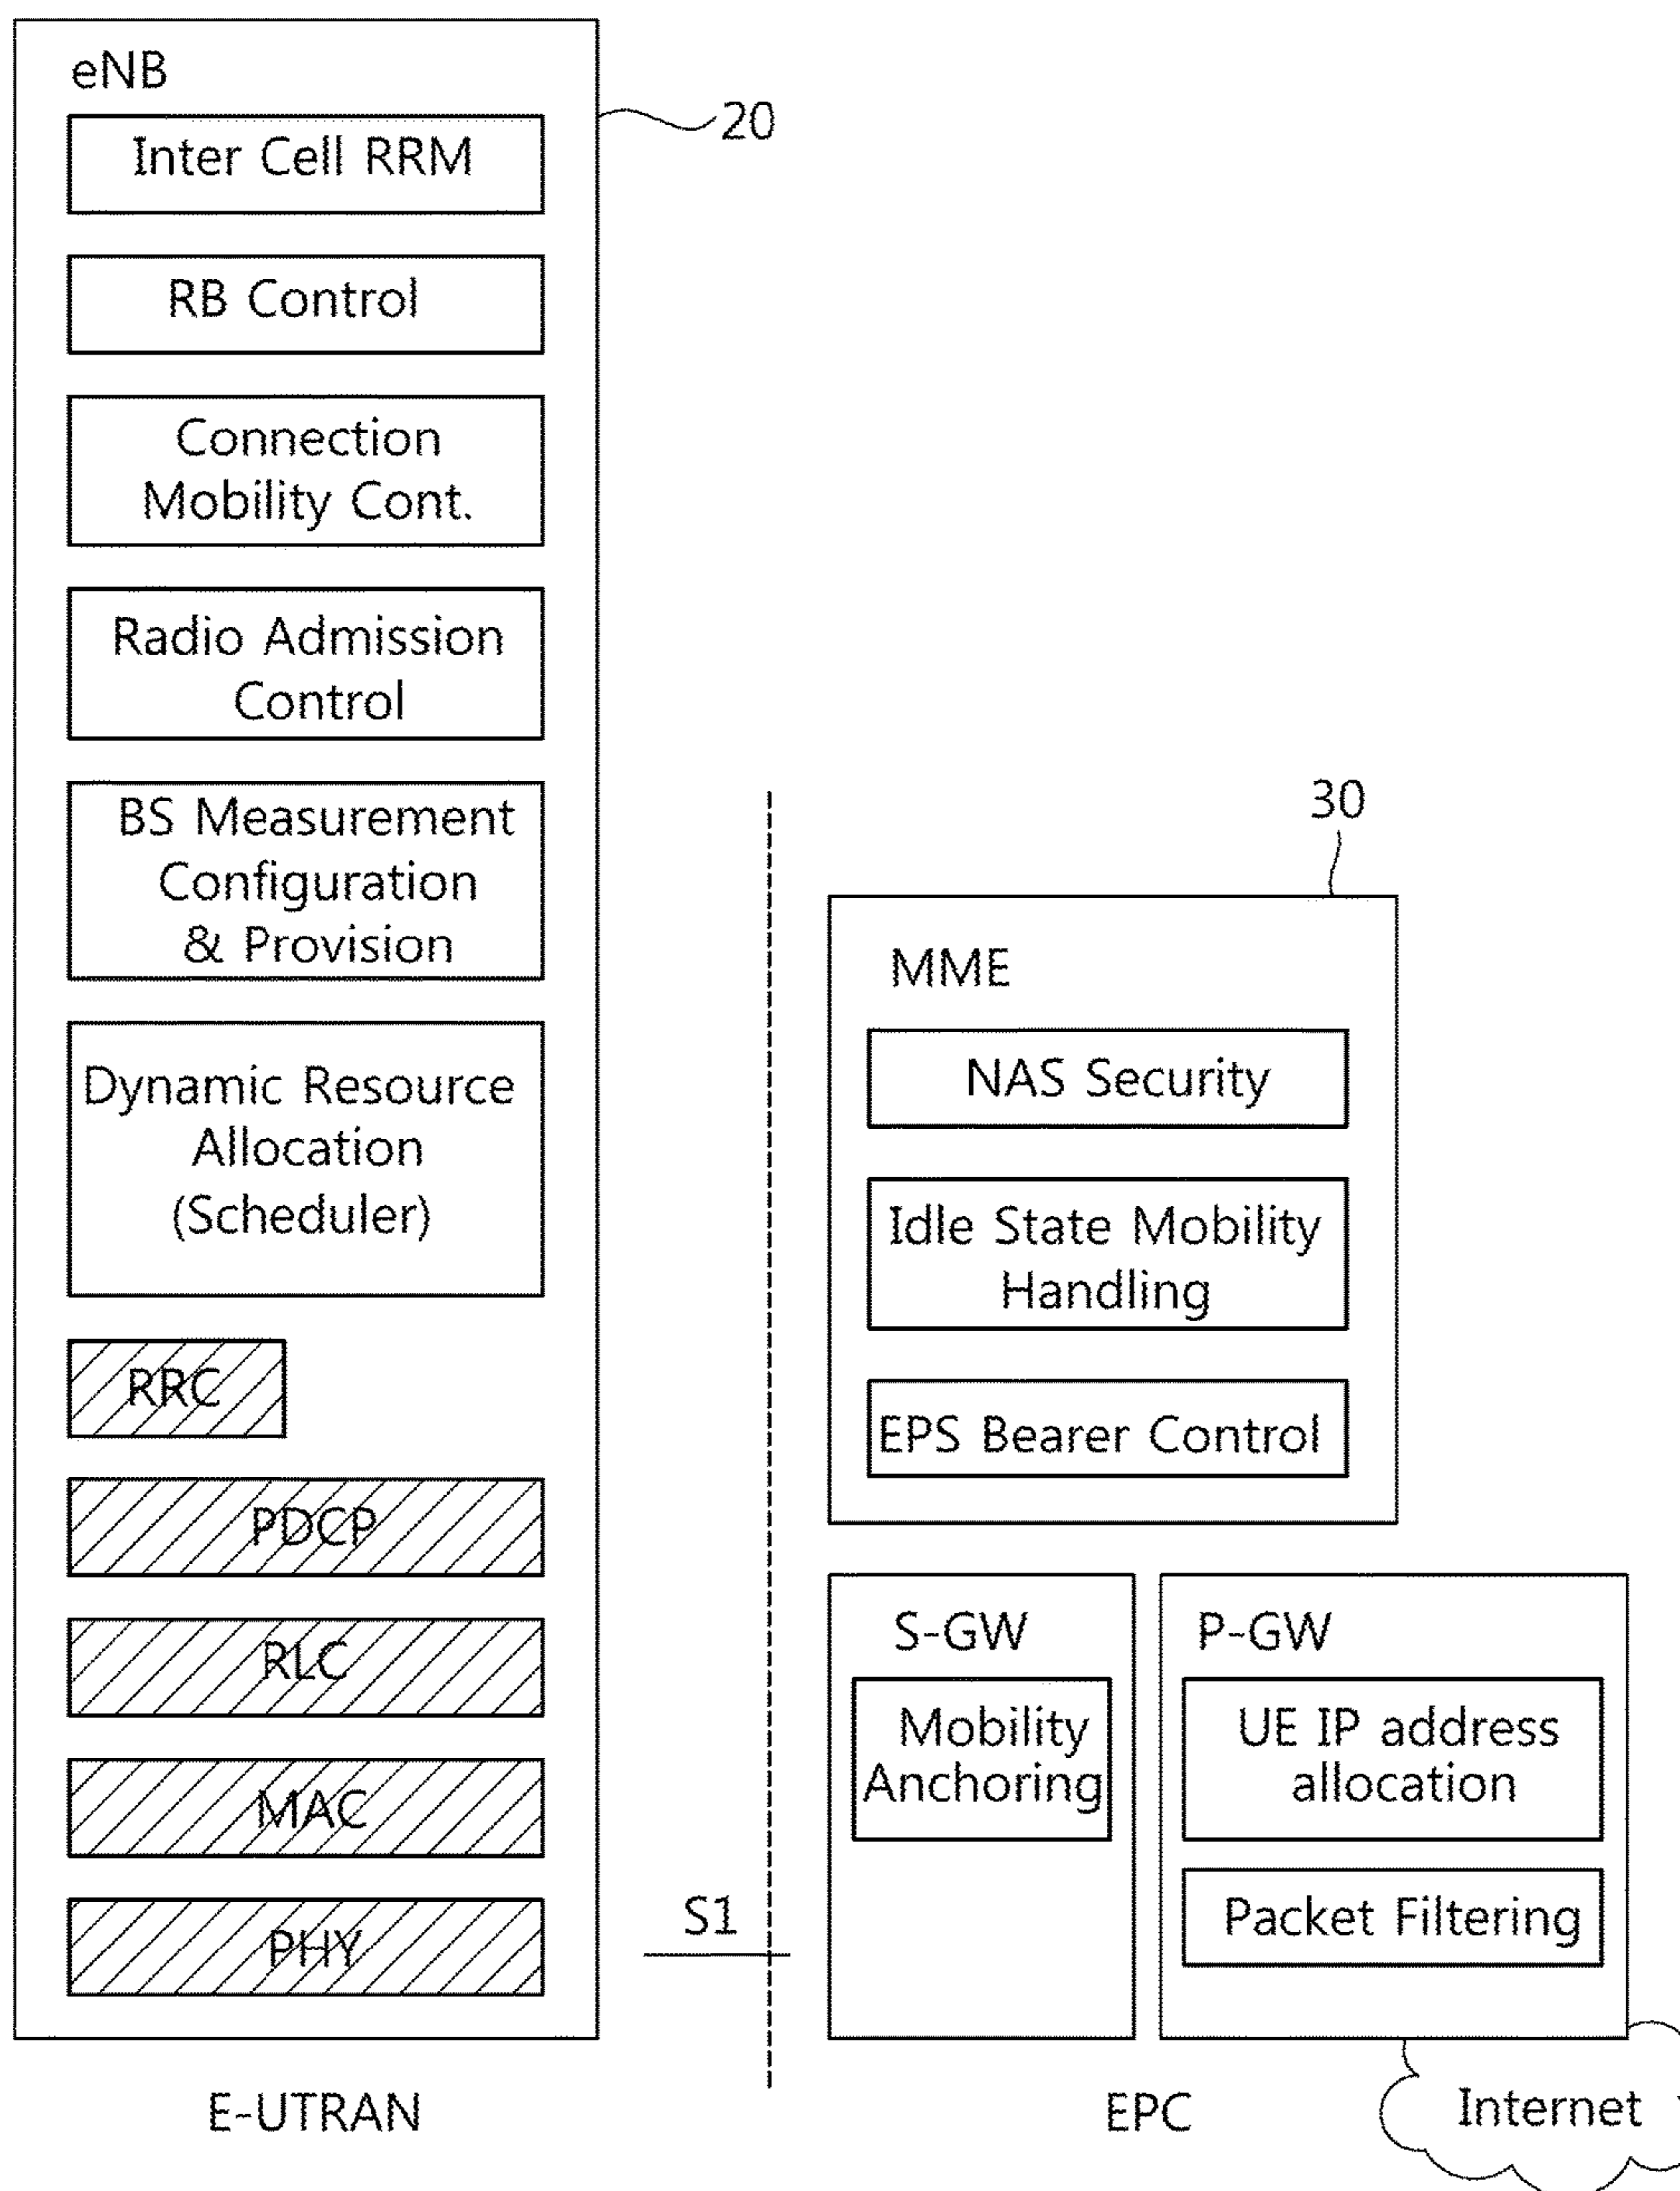 eNB
20
Inter Cell RRM
RB Control
Connection
Mobility Cont.
Radio Admission
Control
BS Measurement
Configuration
& Provision
Dynamic Resource
Allocation
(Scheduler)
RRC
PDCP
RLC
MAC
PHY
E-UTRAN
S1
30
MME
NAS Security
Idle State Mobility
Handling
EPS Bearer Control
S-GW
Mobility
Anchoring
P-GW
UE IP address
allocation
Packet Filtering
EPC
Internet